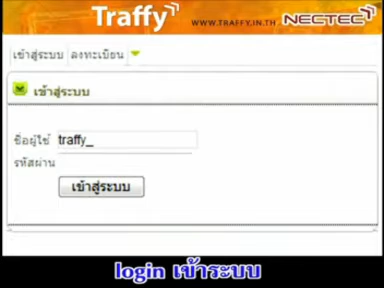 Traffy
WWW.TRAFFY.IN.TH NECTEC
เข้าสู่ระบบ ลงทะเบียน
เข้าสู่ระบบ
ชื่อผู้ใช้ traffy_
รหัสผ่าน
เข้าสู่ระบบ
login เข้าระบบ